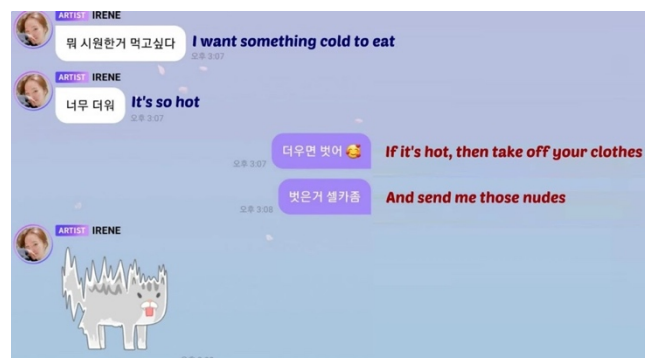 ARTIST IRENE
뭐 시원한거 먹고싶다 I want something cold to eat
오후 3:07
ARTIST IRENE
너무 더워 It's so hot
오후 3:07
더우면 벗어 🥰 If it's hot, then take off your clothes
오후 3:07
벗은거 셀카좀 And send me those nudes
오후 3:08
ARTIST IRENE